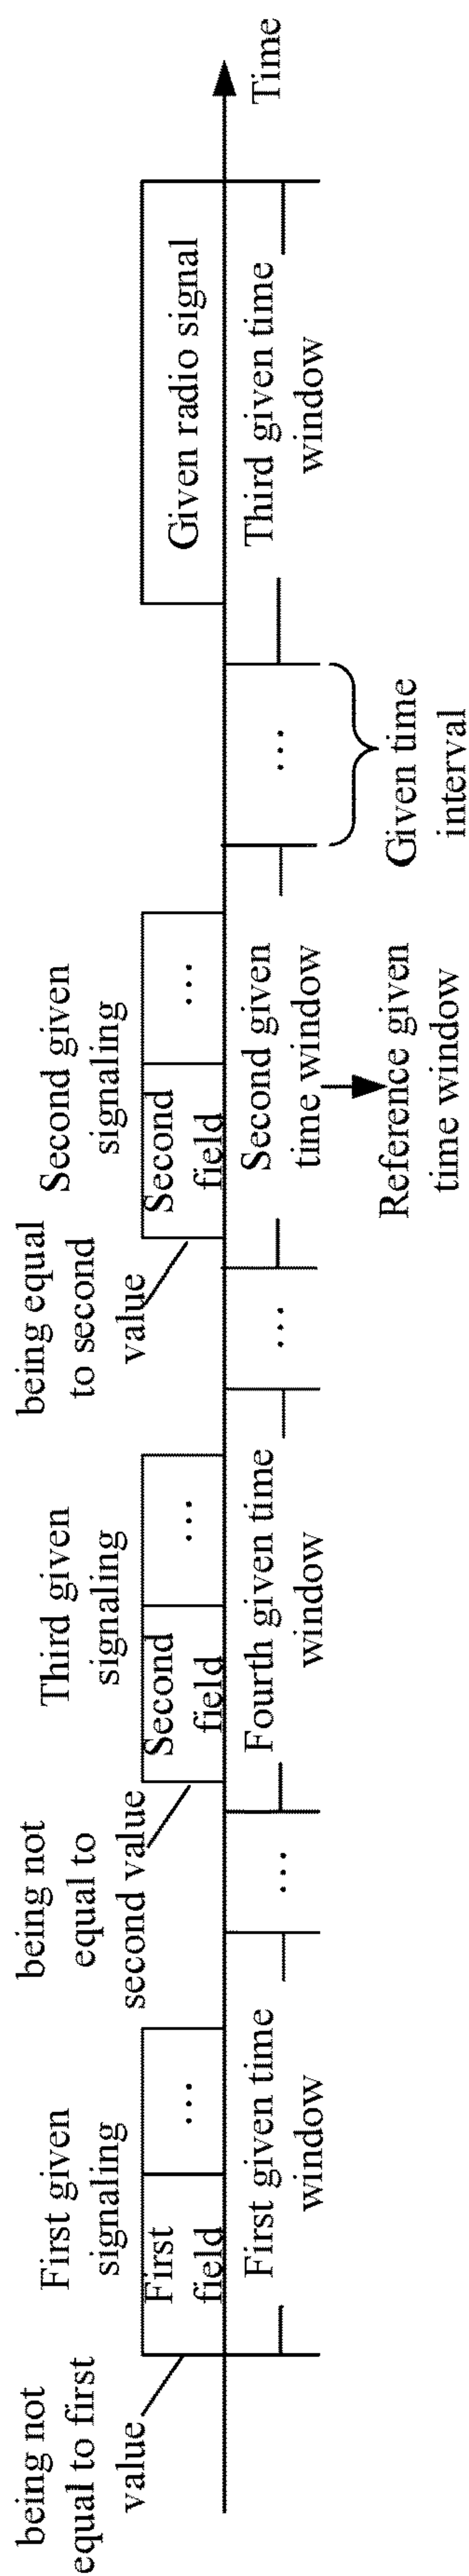 being not
equal to first
value
First given
signaling
First
field
...
First given time
window
...
being not
equal to
second value
Third given
signaling
Second
field
...
Fourth given time
window
...
being equal
to second
value
Second given
signaling
Second
field
...
Second given
time window
Reference given
time window
...
Given time
interval
Given radio signal
Third given time
window
Time